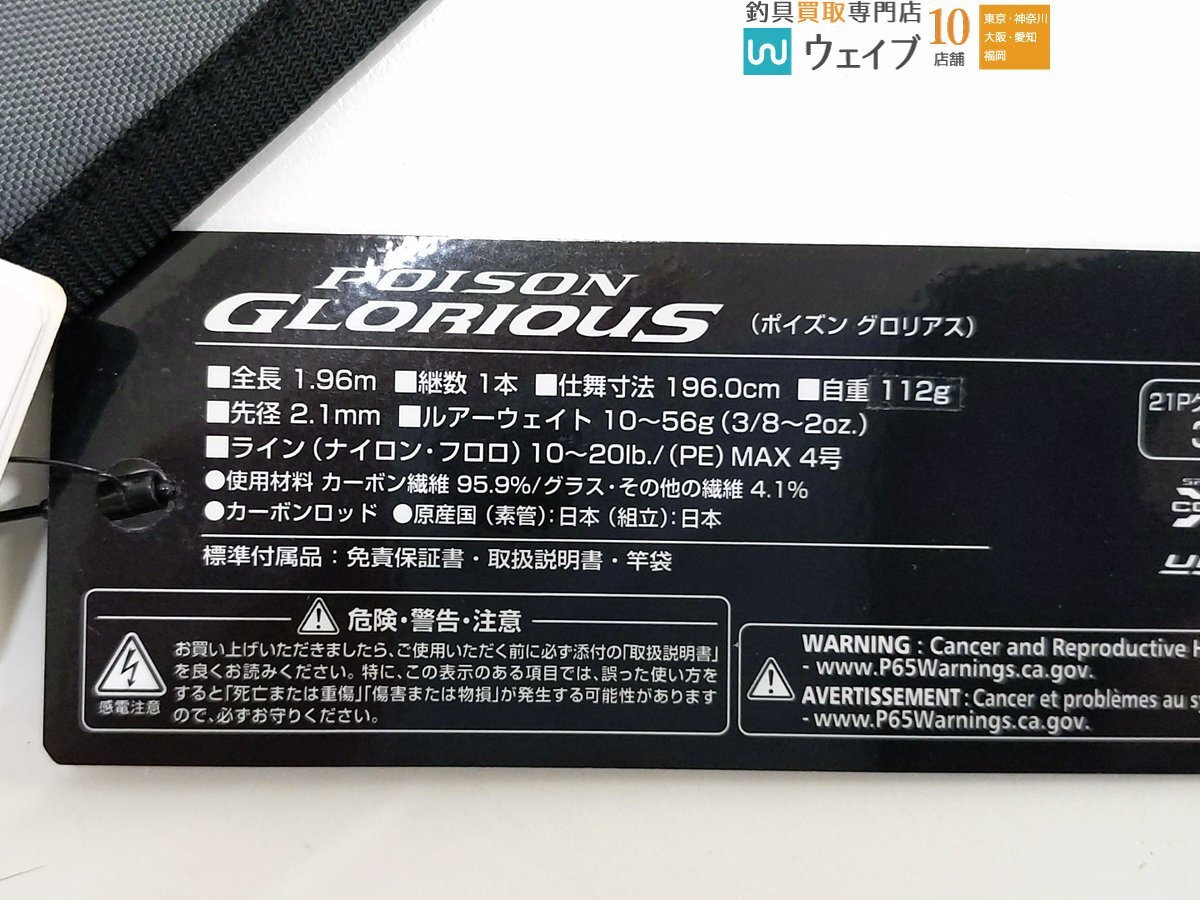 釣具買取専門店
ウェイブ
10
店舗
東京・神奈川
大阪・愛知
福岡
POISON
GLORIOUS (ポイズン グロリアス)
■全長 1.96m ■継数 1本 ■仕舞寸法 196.0cm ■自重 112g
■先径 2.1mm ■ルアーウェイト 10～56g (3/8～2oz.)
■ライン (ナイロン・フロロ) 10～20lb./(PE) MAX 4号
●使用材料 カーボン繊維 95.9%/グラス・その他の繊維 4.1%
●カーボンロッド ●原産国 (素管):日本 (組立):日本
標準付属品：免責保証書・取扱説明書・竿袋
危険・警告・注意
感電注意
お買い上げいただきましたら、ご使用いただく前に必ず添付の「取扱説明書」
を良くお読みください。特に、この表示のある項目では、誤った使い方を
すると「死亡または重傷」「傷害または物損」が発生する可能性があります
ので、必ずお守りください。
WARNING : Cancer and Reproductive H
- www.P65Warnings.ca.gov.
AVERTISSEMENT : Cancer et problèmes au sy
- www.P65Warnings.ca.gov.
21P